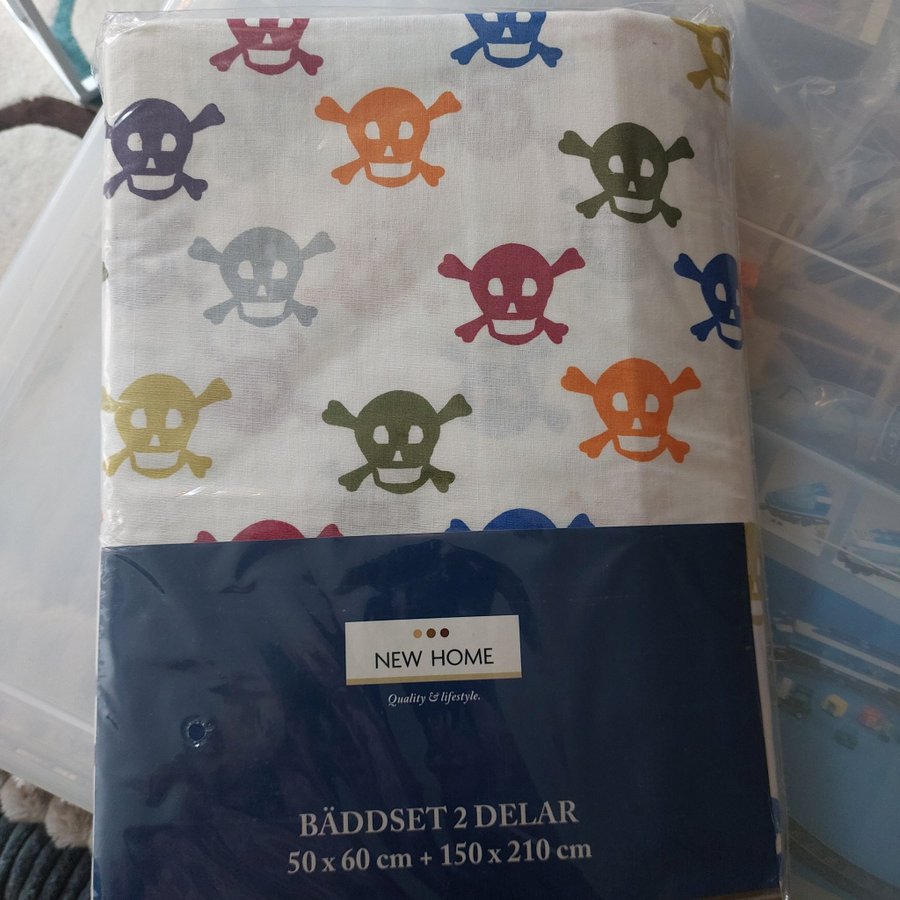 NEW HOME
Quality & lifestyle.
BÄDDSET 2 DELAR
50 x 60 cm + 150 x 210 cm